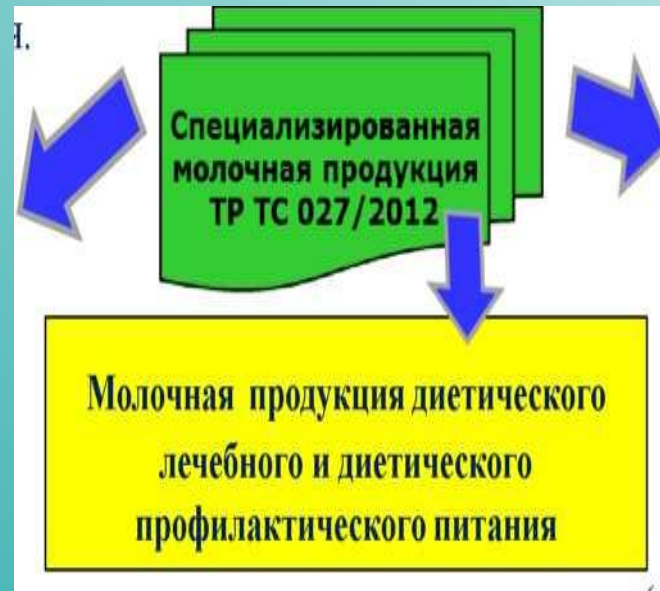 я.
Специализированная
молочная продукция
ТР ТС 027/2012
Молочная продукция диетического
лечебного и диетического
профилактического питания